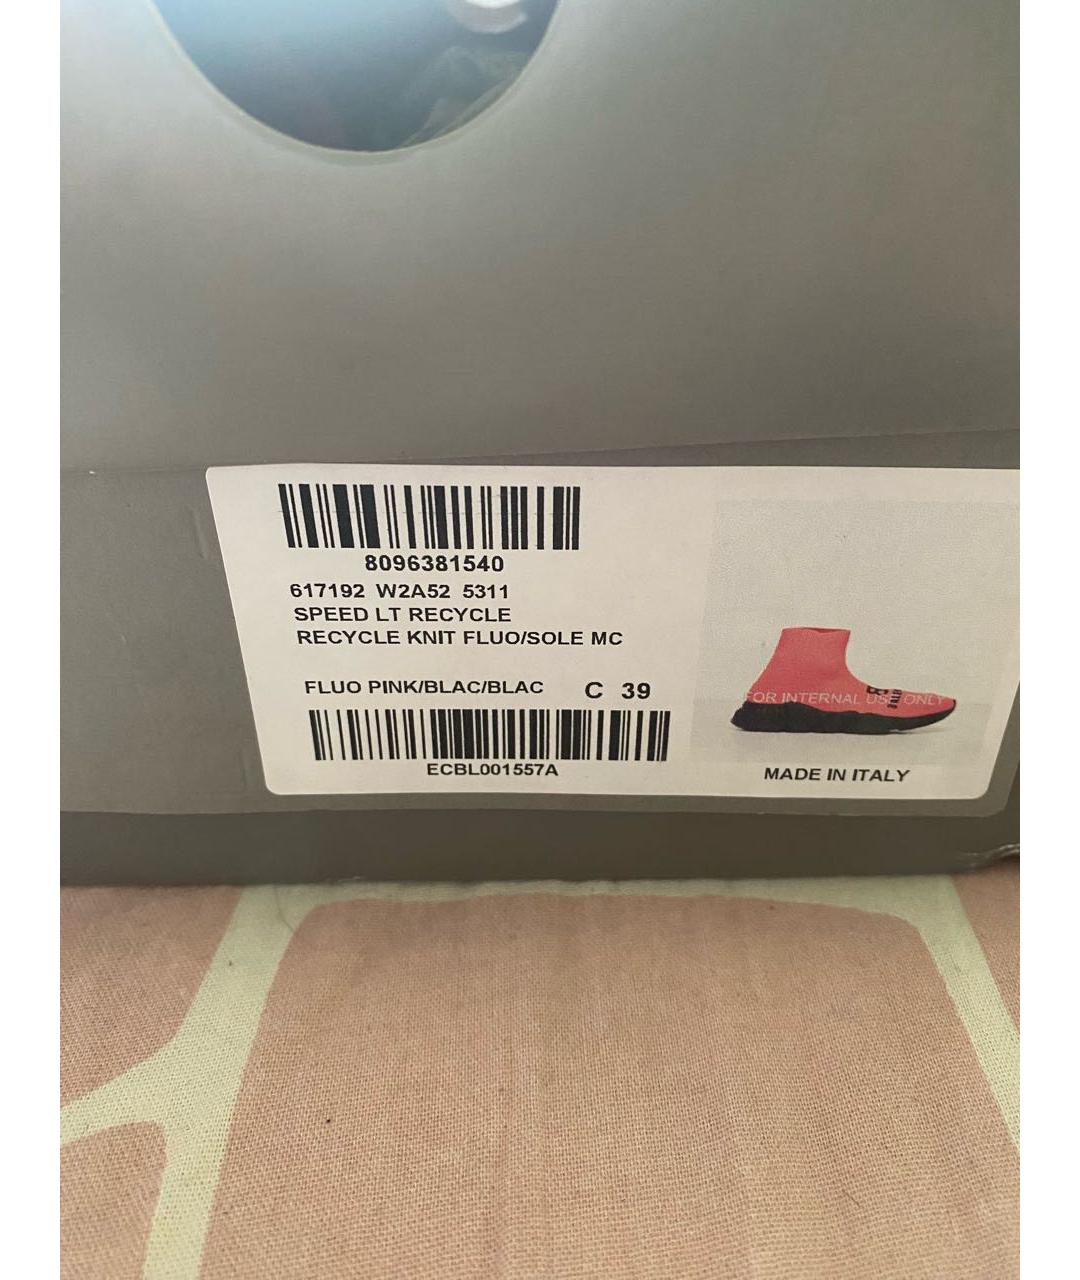 8096381540
617192 W2A52 5311
SPEED LT RECYCLE
RECYCLE KNIT FLUO/SOLE MC
FLUO PINK/BLAC/BLAC C 39
ECBL001557A
FOR INTERNAL USE ONLY
MADE IN ITALY